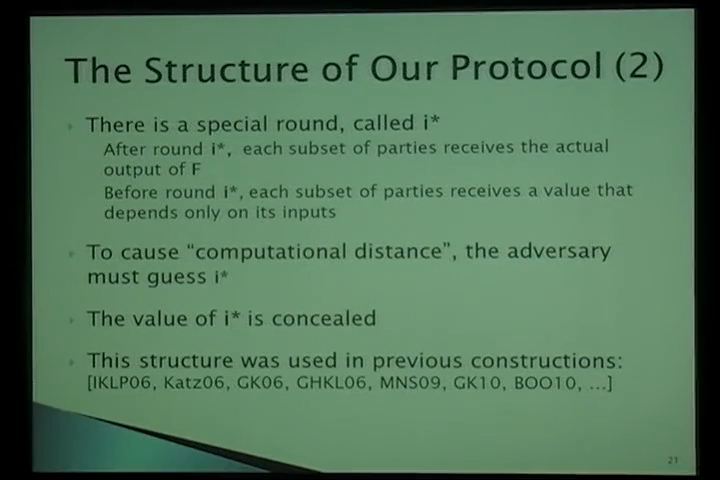 The Structure of Our Protocol (2)
There is a special round, called i*
After round i*, each subset of parties receives the actual
output of F
Before round i*, each subset of parties receives a value that
depends only on its inputs
To cause “computational distance”, the adversary
must guess i*
The value of i* is concealed
This structure was used in previous constructions:
[IKLP06, Katz06, GK06, GHKL06, MNS09, GK10, BOO10, ...]
21